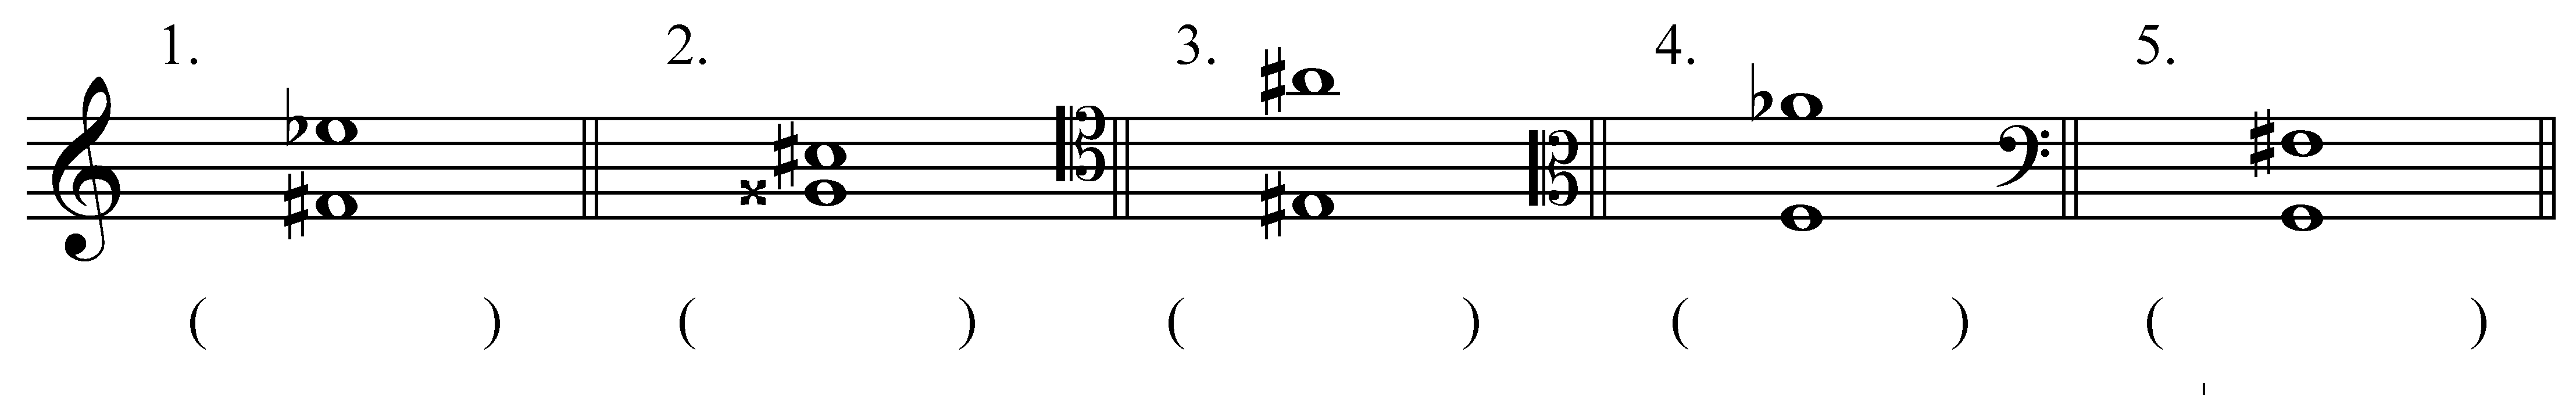 1. 2. 3. 4. 5.
( ) ( ) ( ) ( ) ( )